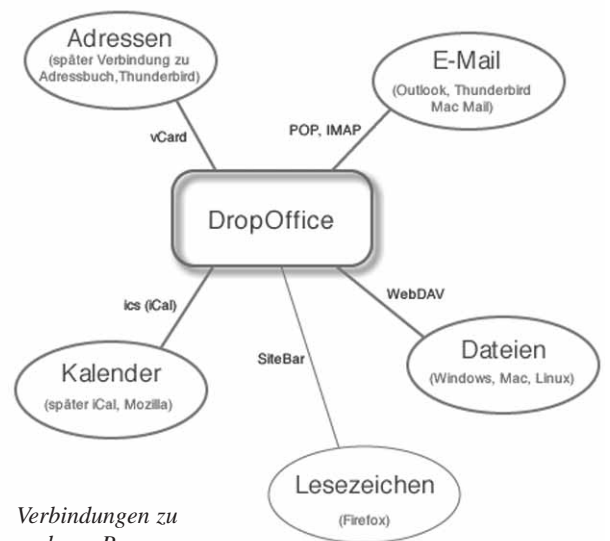 Adressen
(später Verbindung zu
Adressbuch,Thunderbird)
E-Mail
(Outlook, Thunderbird
Mac Mail)
vCard
POP, IMAP
DropOffice
ics (iCal)
WebDAV
SiteBar
Kalender
(später iCal, Mozilla)
Dateien
(Windows, Mac, Linux)
Lesezeichen
(Firefox)
Verbindungen zu